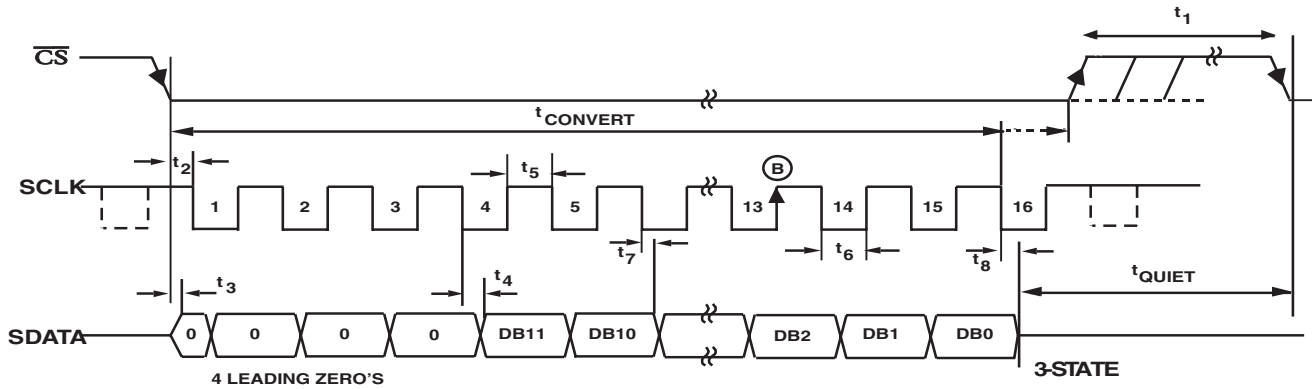 t1
CS
tCONVERT
t2
t5
B
SCLK
1 2 3 4 5 13 14 15 16
t3
t4
t7
t6
t8
tQUIET
SDATA
0 0 0 0 DB11 DB10 DB2 DB1 DB0
4 LEADING ZERO'S
3-STATE